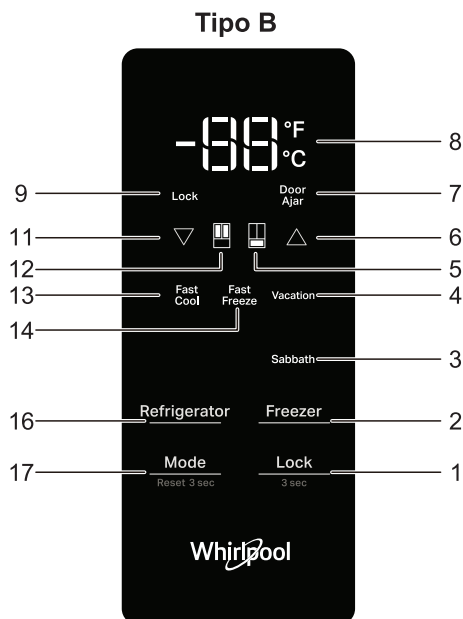 Tipo B
-88 °F
°C
8
9
Lock
Door
Ajar
7
11
6
12
5
13
Fast
Cool
Fast
Freeze
Vacation
4
14
Sabbath
3
16
Refrigerator
Freezer
2
17
Mode
Reset 3 sec
Lock
3 sec
1
Whirlpool